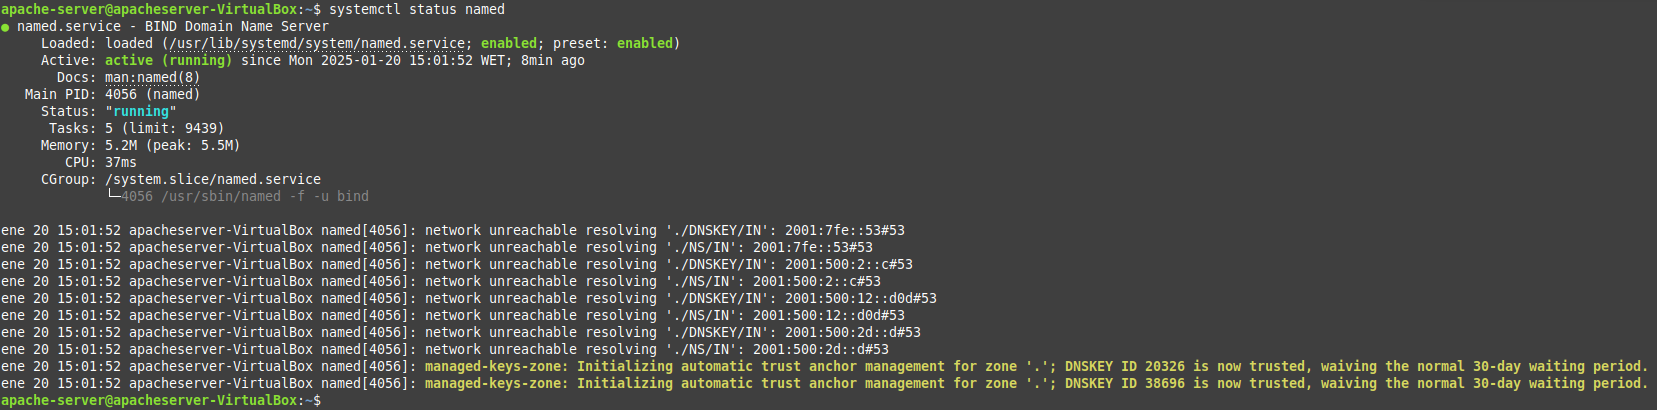 apache-server@apacheserver-VirtualBox:~$ systemctl status named
● named.service - BIND Domain Name Server
     Loaded: loaded (/usr/lib/systemd/system/named.service; enabled; preset: enabled)
     Active: active (running) since Mon 2025-01-20 15:01:52 WET; 8min ago
       Docs: man:named(8)
   Main PID: 4056 (named)
     Status: "running"
      Tasks: 5 (limit: 9439)
     Memory: 5.2M (peak: 5.5M)
        CPU: 37ms
     CGroup: /system.slice/named.service
             └─4056 /usr/sbin/named -f -u bind

ene 20 15:01:52 apacheserver-VirtualBox named[4056]: network unreachable resolving './DNSKEY/IN': 2001:7fe::53#53
ene 20 15:01:52 apacheserver-VirtualBox named[4056]: network unreachable resolving './NS/IN': 2001:7fe::53#53
ene 20 15:01:52 apacheserver-VirtualBox named[4056]: network unreachable resolving './DNSKEY/IN': 2001:500:2::c#53
ene 20 15:01:52 apacheserver-VirtualBox named[4056]: network unreachable resolving './NS/IN': 2001:500:2::c#53
ene 20 15:01:52 apacheserver-VirtualBox named[4056]: network unreachable resolving './DNSKEY/IN': 2001:500:12::d0d#53
ene 20 15:01:52 apacheserver-VirtualBox named[4056]: network unreachable resolving './NS/IN': 2001:500:12::d0d#53
ene 20 15:01:52 apacheserver-VirtualBox named[4056]: network unreachable resolving './DNSKEY/IN': 2001:500:2d::d#53
ene 20 15:01:52 apacheserver-VirtualBox named[4056]: network unreachable resolving './NS/IN': 2001:500:2d::d#53
ene 20 15:01:52 apacheserver-VirtualBox named[4056]: managed-keys-zone: Initializing automatic trust anchor management for zone '.'; DNSKEY ID 20326 is now trusted, waiving the normal 30-day waiting period.
ene 20 15:01:52 apacheserver-VirtualBox named[4056]: managed-keys-zone: Initializing automatic trust anchor management for zone '.'; DNSKEY ID 38696 is now trusted, waiving the normal 30-day waiting period.
apache-server@apacheserver-VirtualBox:~$